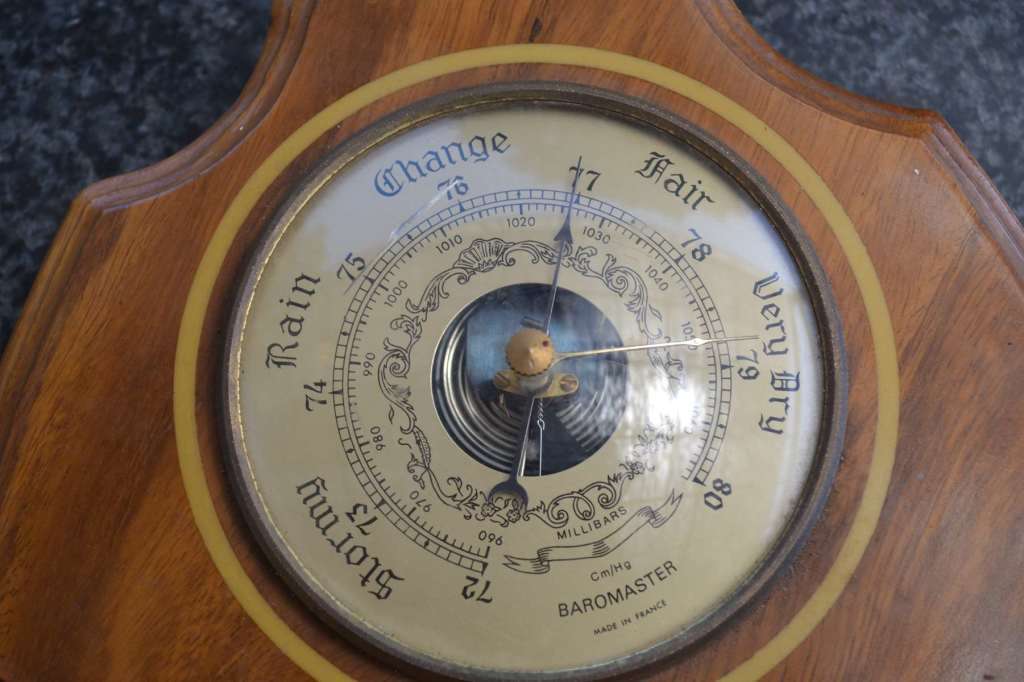 Stormy
Rain
Change
Fair
Very Dry
72
73
74
75
76
77
78
79
80
960
970
980
990
1000
1010
1020
1030
1040
MILLIBARS
Cm/Hg
BAROMASTER
MADE IN FRANCE